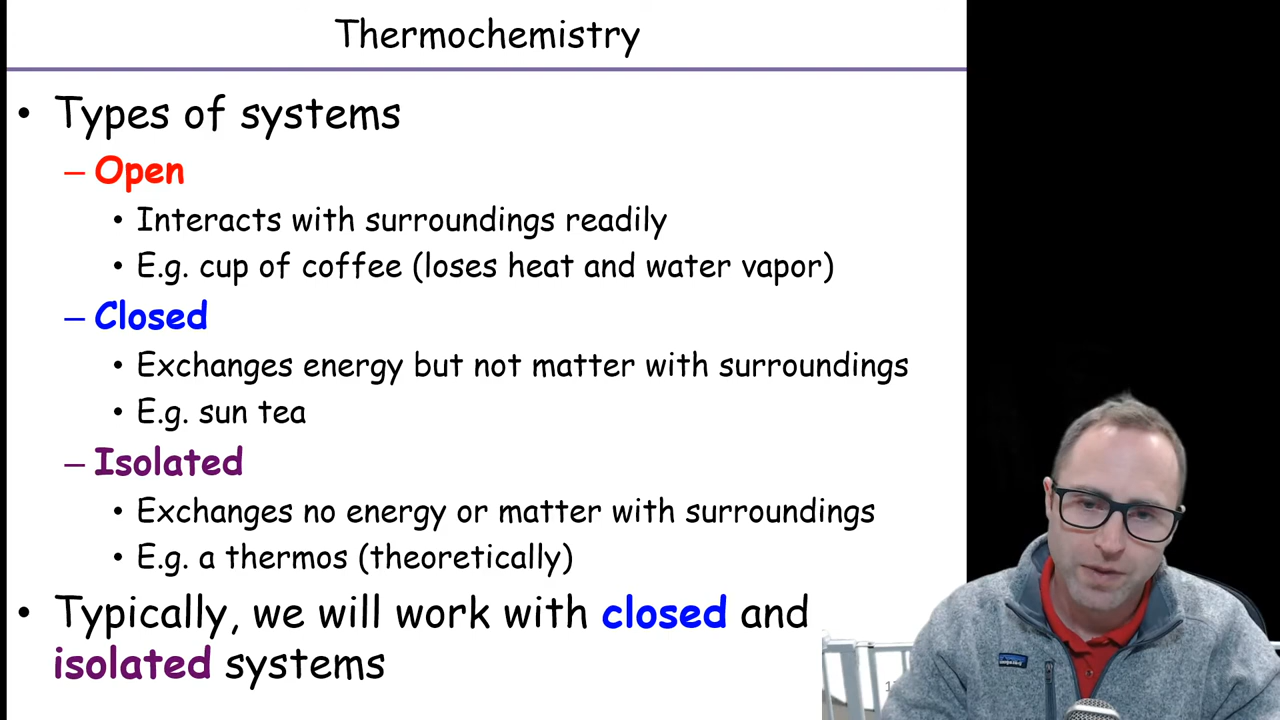 Thermochemistry
• Types of systems
– Open
• Interacts with surroundings readily
• E.g. cup of coffee (loses heat and water vapor)
– Closed
• Exchanges energy but not matter with surroundings
• E.g. sun tea
– Isolated
• Exchanges no energy or matter with surroundings
• E.g. a thermos (theoretically)
• Typically, we will work with closed and
isolated systems